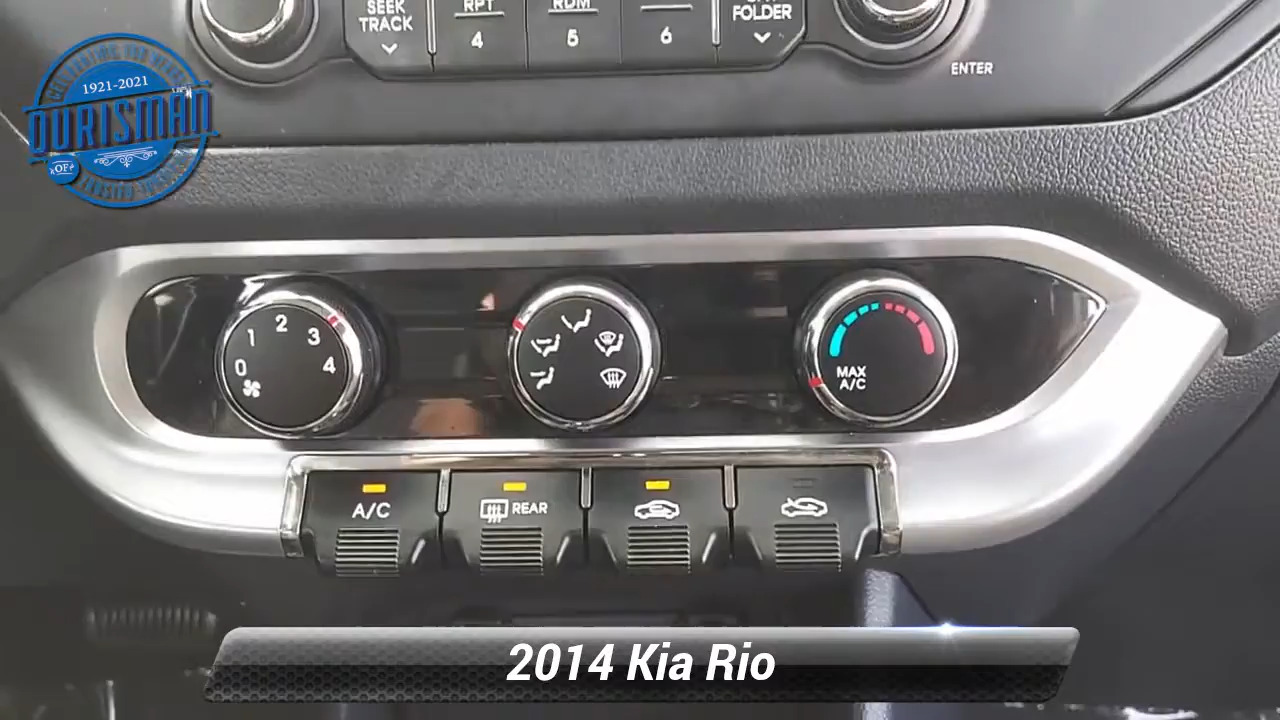 SEEK
TRACK
RPT
4
RDM
5
6
FOLDER
ENTER
1921-2021
OURISMAN
OF
0
1
2
3
4
MAX
A/C
A/C
REAR
2014 Kia Rio